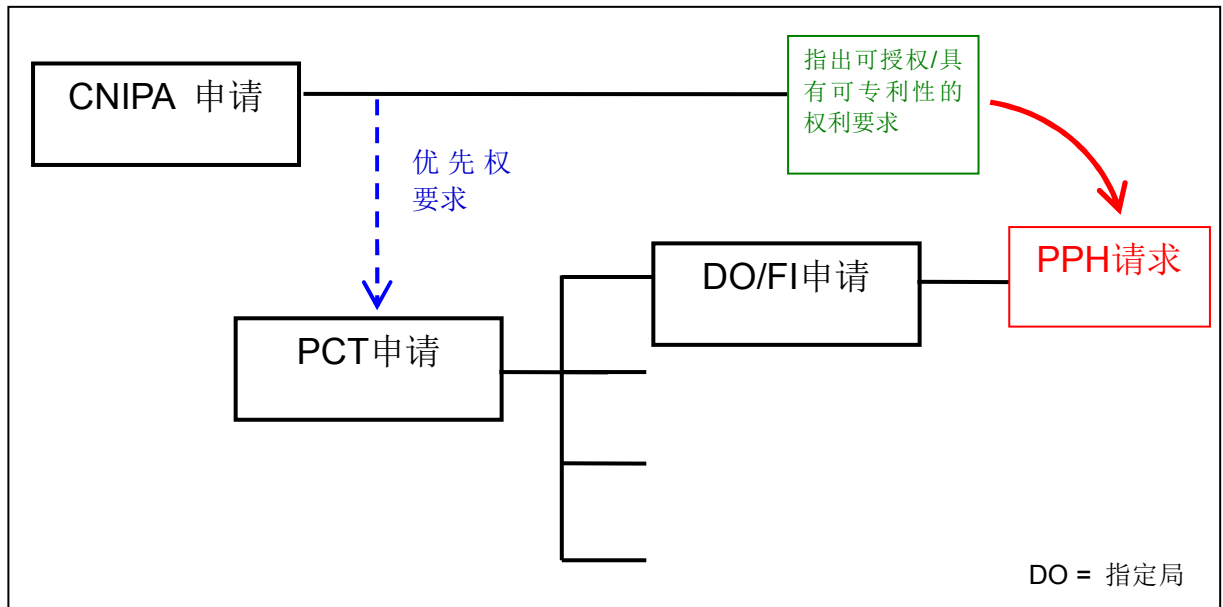 CNIPA 申请
指出可授权/具
有可专利性的
权利要求
优先权
要求
DO/FI申请
PPH请求
PCT申请
DO = 指定局